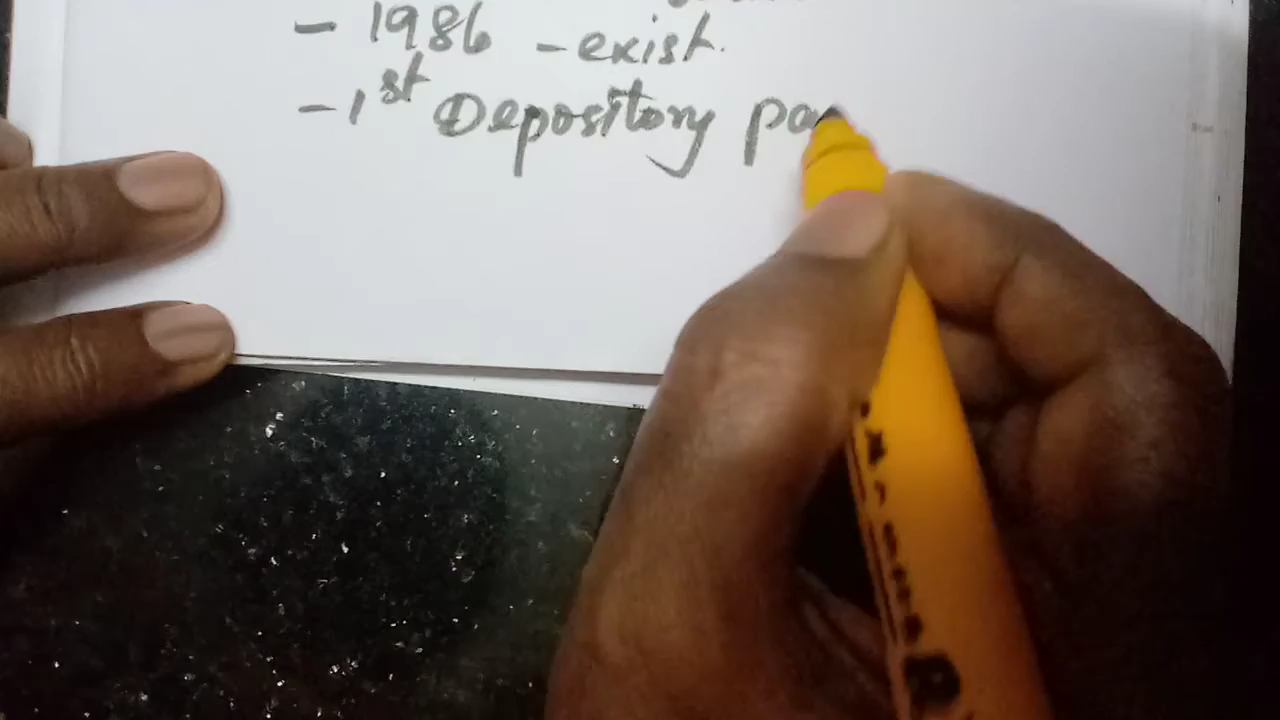 - 1986 - exist.
- 1st Depository pa